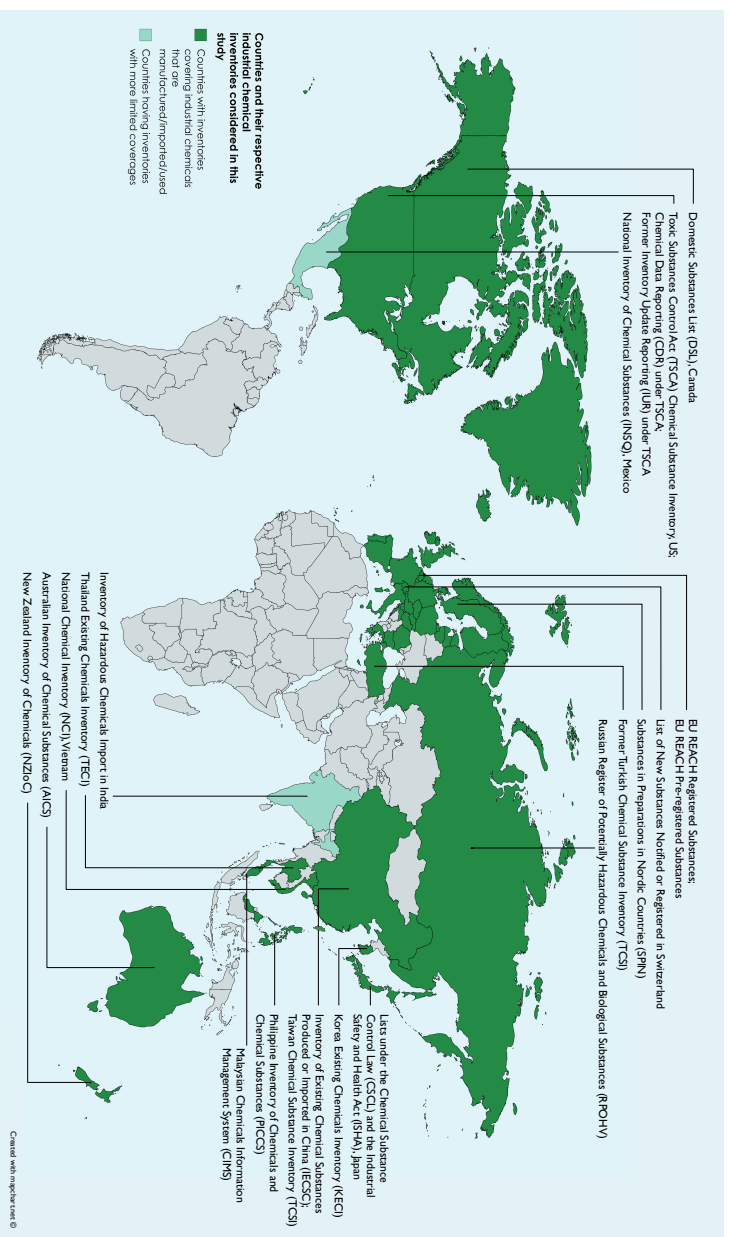 Domestic Substances List (DSL), Canada
Toxic Substances Control Act (TSCA) Chemical Substance Inventory, US;
Chemical Data Reporting (CDR) under TSCA;
Former Inventory Update Reporting (IUR) under TSCA
National Inventory of Chemical Substances (INSQ), Mexico
EU REACH Registered Substances;
EU REACH Pre-registered Substances
List of New Substances Notified or Registered in Swizerland
Substances in Preparations in Nordic Countries (SPIN)
Former Turkish Chemical Substance Inventory (TCSI)
Russian Register of Potentially Hazardous Chemicals and Biological Substances (RPOHV)
Lists under the Chemical Substance
Control Law (CSCL) and the Industrial
Safety and Health Act (ISHA), Japan
Korea Existing Chemicals Inventory (KECI)
Inventory of Existing Chemical Substances
Produced or Imported in China (IECSC);
Taiwan Chemical Substance Inventory (TCSI)
Philippine Inventory of Chemicals and
Chemical Substances (PICCS)
Malaysian Chemicals Information
Management System (CIMS)
Countries and their respective
industrial chemical
inventories considered in this
study
Countries with inventories
covering industrial chemicals
that are
manufactured/imported/used
Countries having inventories
with more limited coverages
Inventory of Hazardous Chemicals Import in India
Thailand Existing Chemicals Inventory (TECI)
National Chemical Inventory (NCI), Vietnam
Australian Inventory of Chemical Substances (AICS)
New Zealand Inventory of Chemicals (NZIoC)
Created with mapchart.net ©